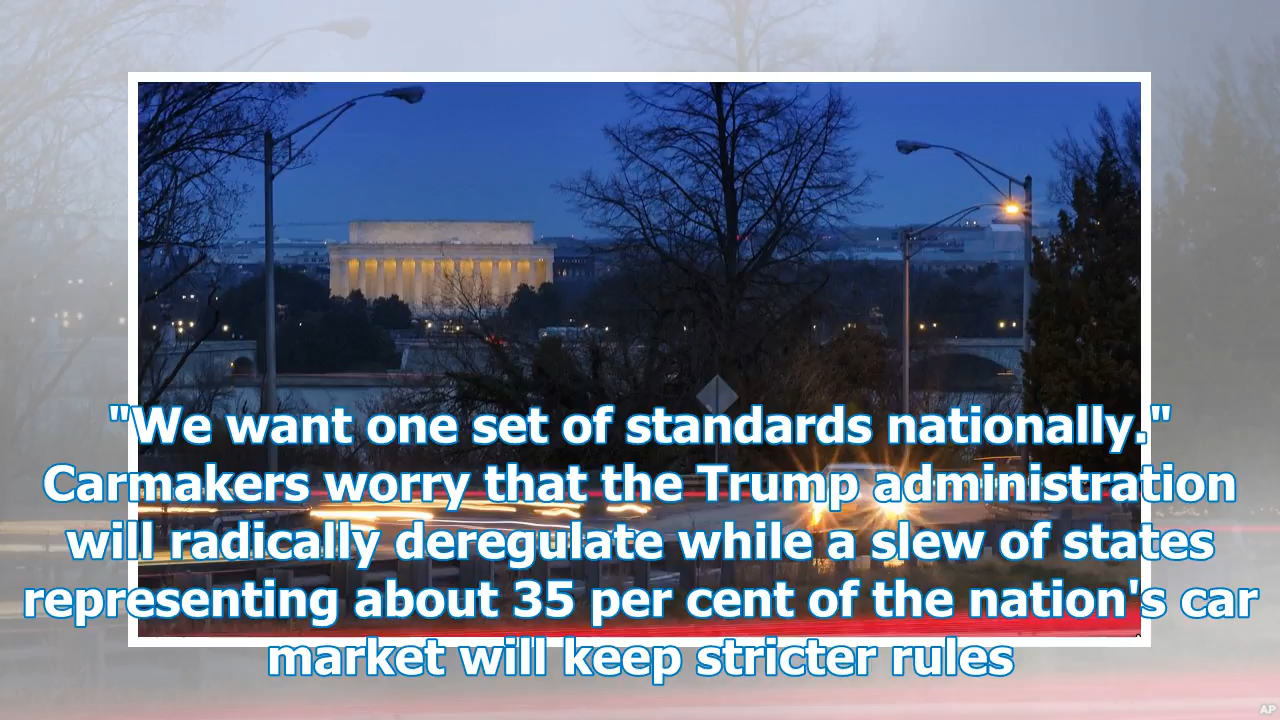 "We want one set of standards nationally."
Carmakers worry that the Trump administration
will radically deregulate while a slew of states
representing about 35 per cent of the nation's car
market will keep stricter rules
AP